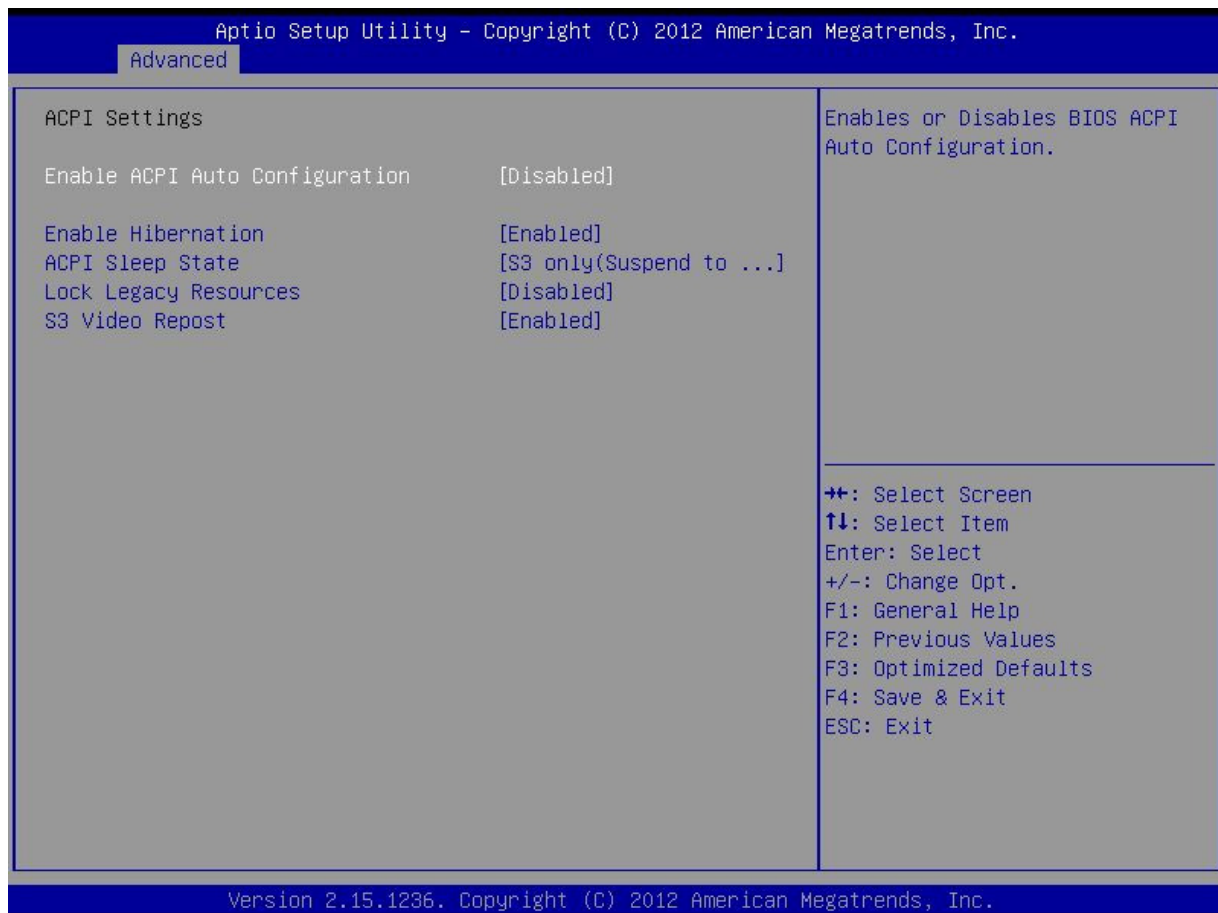 Aptio Setup Utility – Copyright (C) 2012 American Megatrends, Inc.
Advanced
ACPI Settings
Enable ACPI Auto Configuration [Disabled]
Enable Hibernation [Enabled]
ACPI Sleep State [S3 only(Suspend to ...]
Lock Legacy Resources [Disabled]
S3 Video Repost [Enabled]
Enables or Disables BIOS ACPI
Auto Configuration.
→←: Select Screen
↑↓: Select Item
Enter: Select
+/-: Change Opt.
F1: General Help
F2: Previous Values
F3: Optimized Defaults
F4: Save & Exit
ESC: Exit
Version 2.15.1236. Copyright (C) 2012 American Megatrends, Inc.